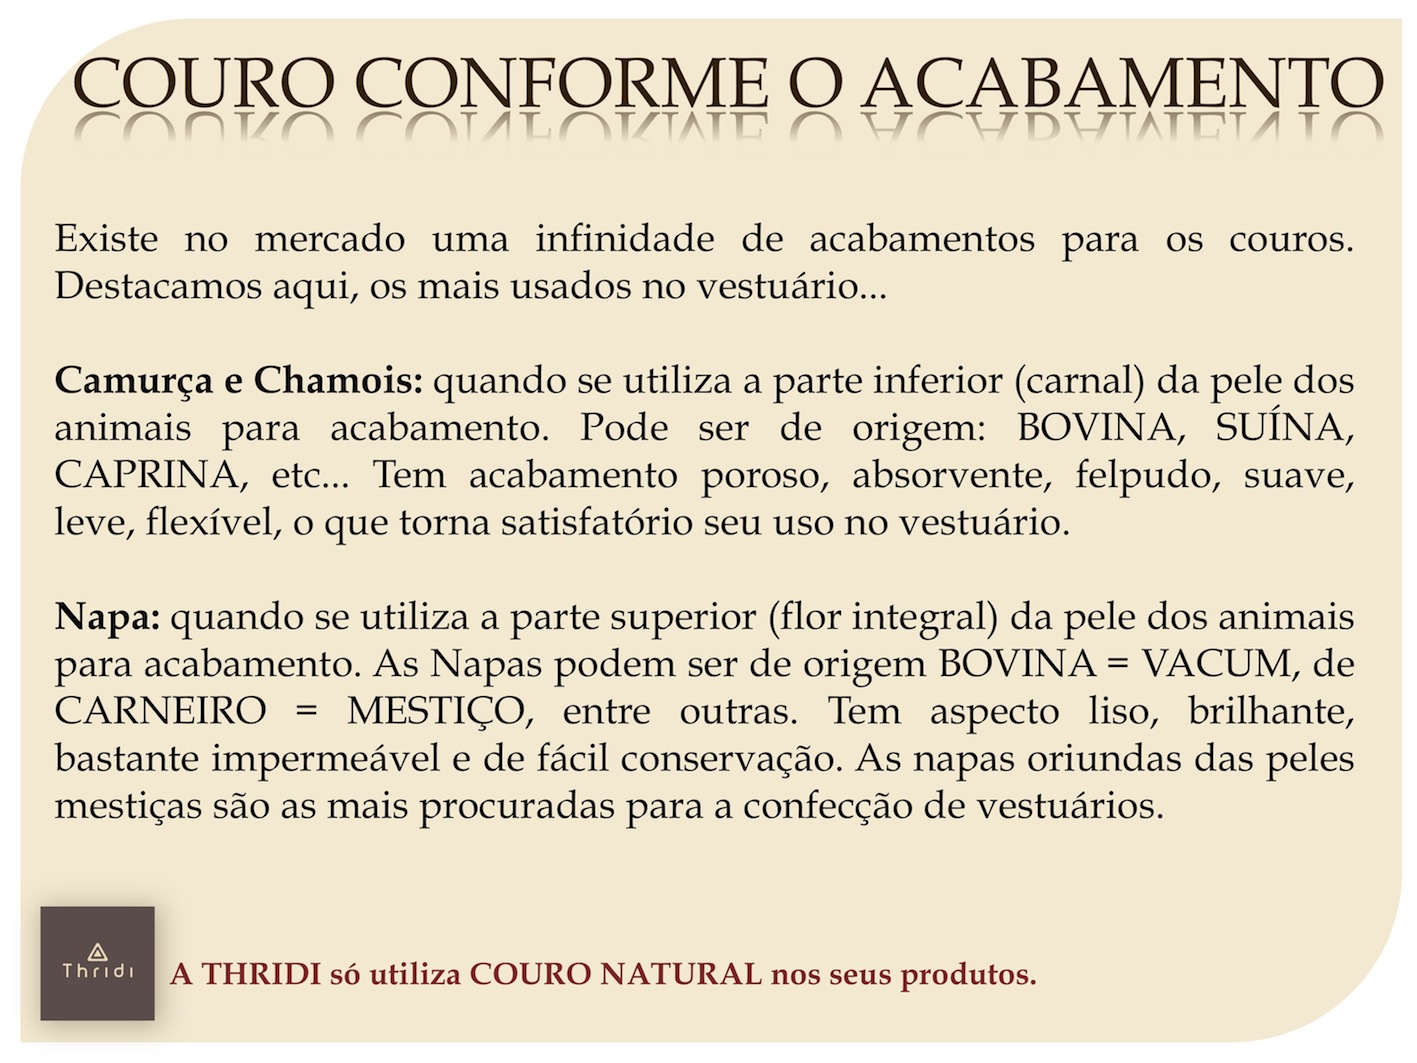 COURO CONFORME O ACABAMENTO
Existe no mercado uma infinidade de acabamentos para os couros.
Destacamos aqui, os mais usados no vestuário...
Camurça e Chamois: quando se utiliza a parte inferior (carnal) da pele dos
animais para acabamento. Pode ser de origem: BOVINA, SUÍNA,
CAPRINA, etc... Tem acabamento poroso, absorvente, felpudo, suave,
leve, flexível, o que torna satisfatório seu uso no vestuário.
Napa: quando se utiliza a parte superior (flor integral) da pele dos animais
para acabamento. As Napas podem ser de origem BOVINA = VACUM, de
CARNEIRO = MESTIÇO, entre outras. Tem aspecto liso, brilhante,
bastante impermeável e de fácil conservação. As napas oriundas das peles
mestiças são as mais procuradas para a confecção de vestuários.
Thridi
A THRIDI só utiliza COURO NATURAL nos seus produtos.